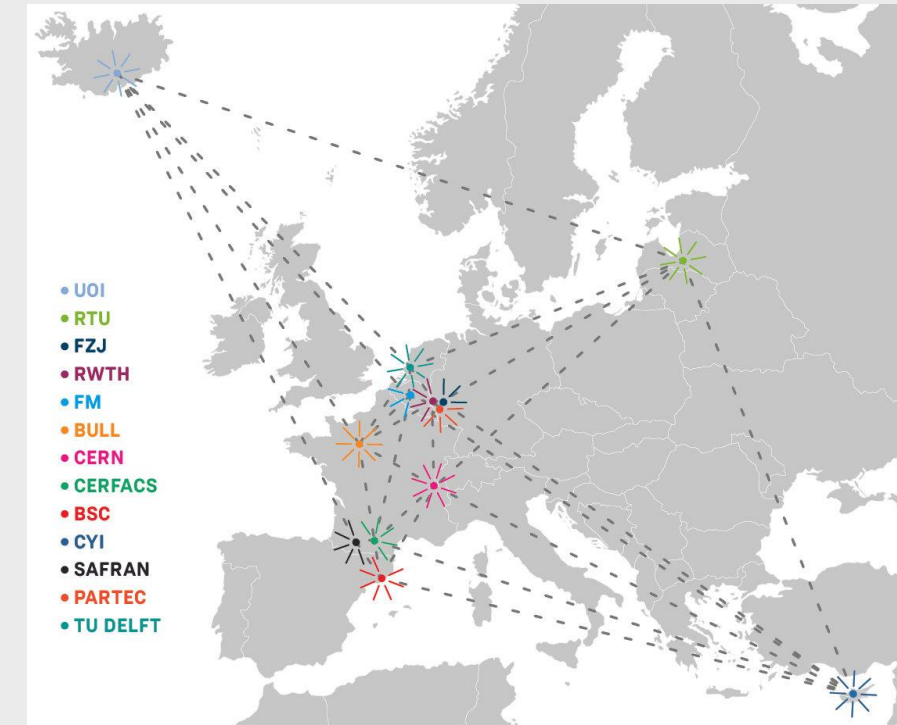 UOI
RTU
FZJ
RWTH
FM
BULL
CERN
CERFACS
BSC
CYI
SAFRAN
PARTEC
TU DELFT